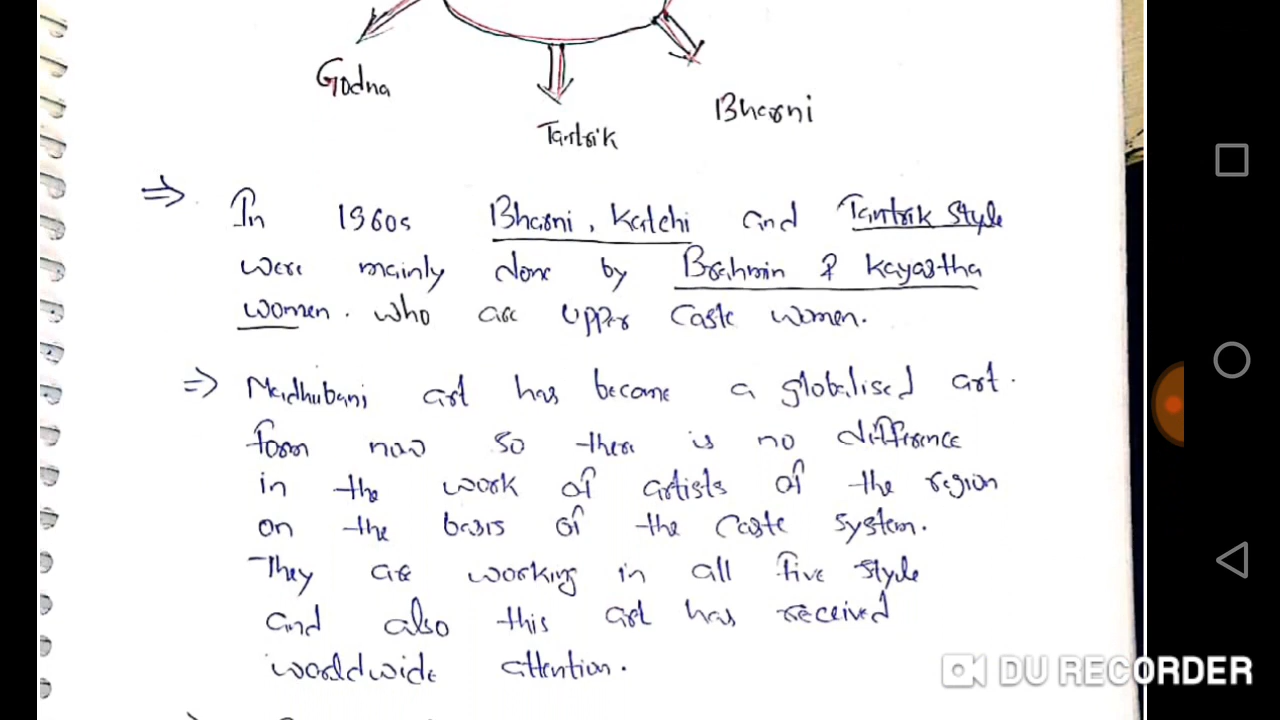 Godna
Tantrik
Bharni
⇒ In 1960s Bharni, Katchi and Tantrik Style
were mainly done by Brahmin & Kayastha
women. who are upper caste women.
⇒ Madhubani art has become a globalised art.
form now so there is no difference
in the work of artists of the region
on the basis of the caste system.
They are working in all five style
and also this art has received
worldwide attention.
DU RECORDER